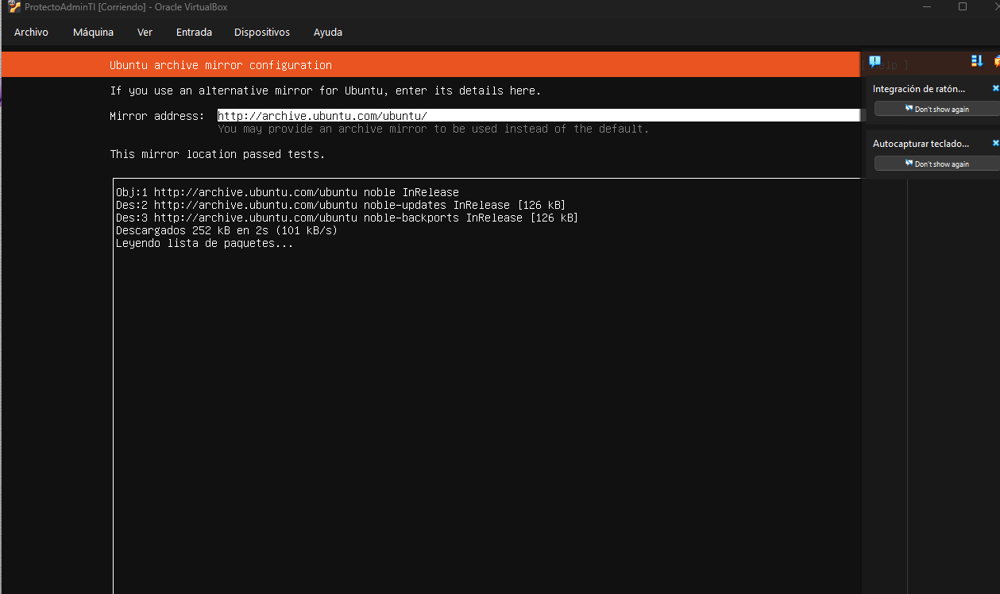 ProtectoAdminTI [Corriendo] - Oracle VirtualBox
Archivo Máquina Ver Entrada Dispositivos Ayuda
Ubuntu archive mirror configuration
[ Help ]
If you use an alternative mirror for Ubuntu, enter its details here.
Integración de ratón...
Don't show again
Mirror address: http://archive.ubuntu.com/ubuntu/
You may provide an archive mirror to be used instead of the default.
Autocapturar teclado...
Don't show again
This mirror location passed tests.
Obj:1 http://archive.ubuntu.com/ubuntu noble InRelease
Des:2 http://archive.ubuntu.com/ubuntu noble-updates InRelease [126 kB]
Des:3 http://archive.ubuntu.com/ubuntu noble-backports InRelease [126 kB]
Descargados 252 kB en 2s (101 kB/s)
Leyendo lista de paquetes...